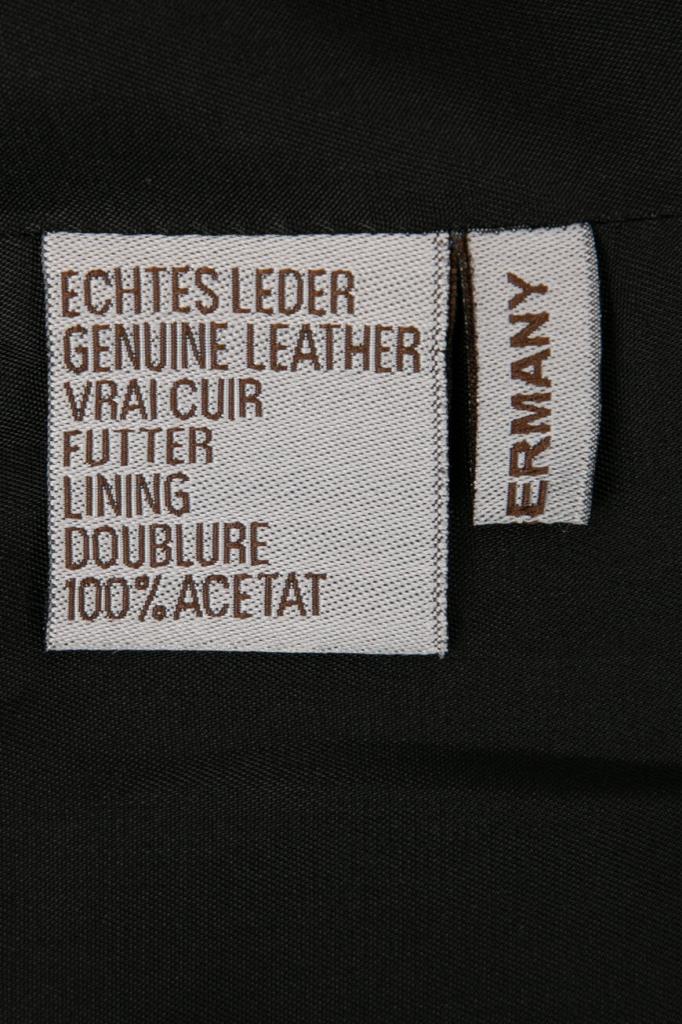 ECHTES LEDER
GENUINE LEATHER
VRAI CUIR
FUTTER
LINING
DOUBLURE
100% ACETAT
ERMANY